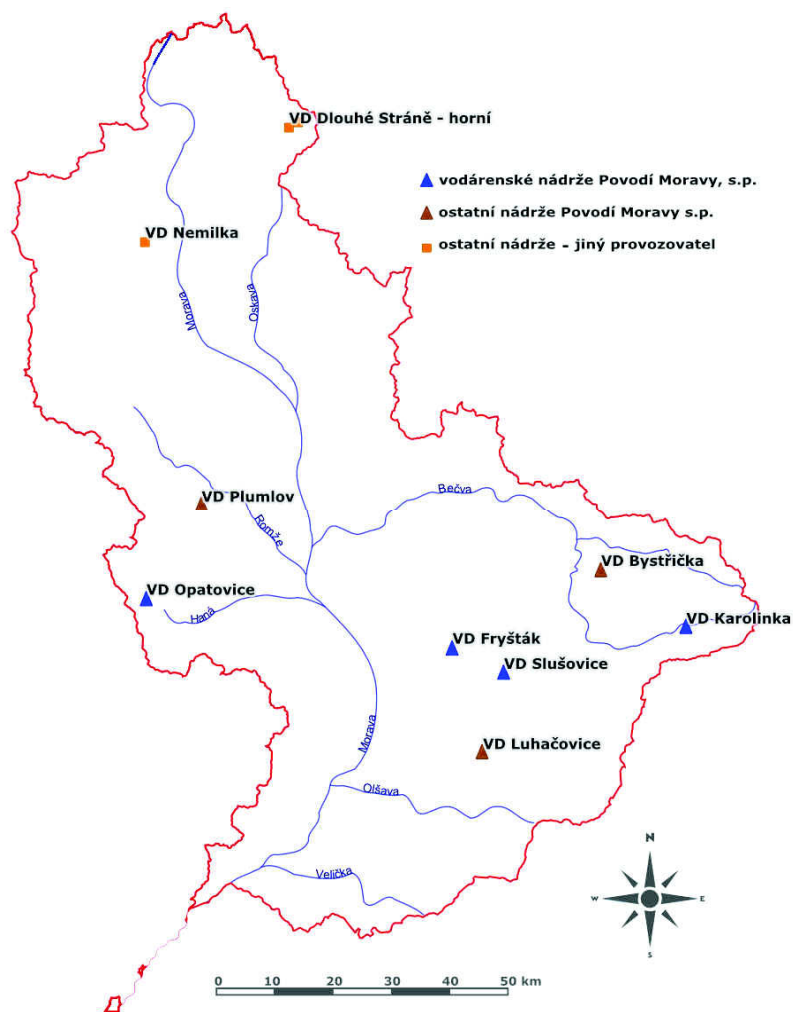 VD Dlouhé Stráně - horní
vodárenské nádrže Povodí Moravy, s.p.
ostatní nádrže Povodí Moravy s.p.
VD Nemilka
ostatní nádrže - jiný provozovatel
Morava
Oskava
Bečva
VD Plumlov
Romže
VD Bystřička
VD Opatovice
Haná
VD Karolinka
VD Fryšták
VD Slušovice
Morava
VD Luhačovice
Olšava
Velička
N
W
E
S
0 10 20 30 40 50 km